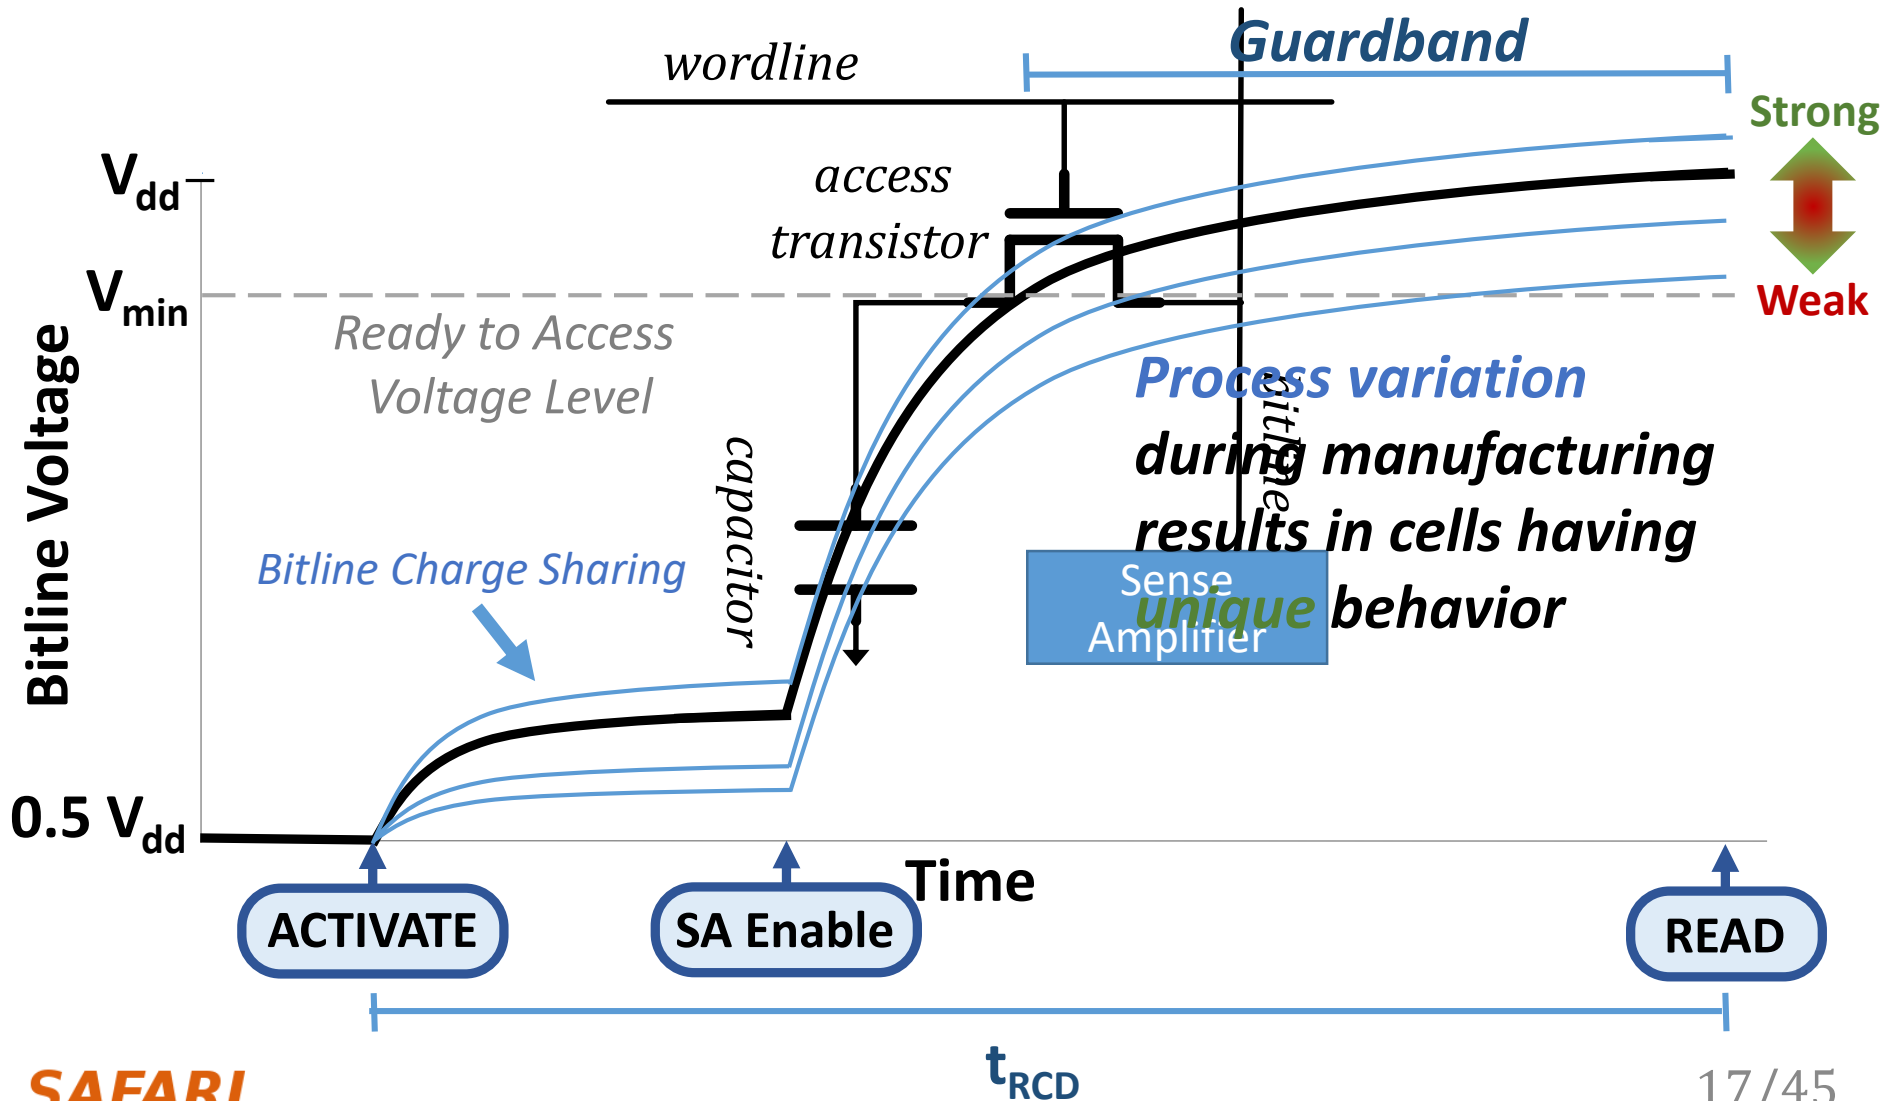 Guardband
wordline
Strong
Vdd
access
transistor
Vmin
Weak
Ready to Access
Voltage Level
Bitline Voltage
Process variation
during manufacturing
results in cells having
unique behavior
bitline
capacitor
Bitline Charge Sharing
Sense
Amplifier
0.5 Vdd
Time
ACTIVATE
SA Enable
READ
tRCD
SAFARI
17/45